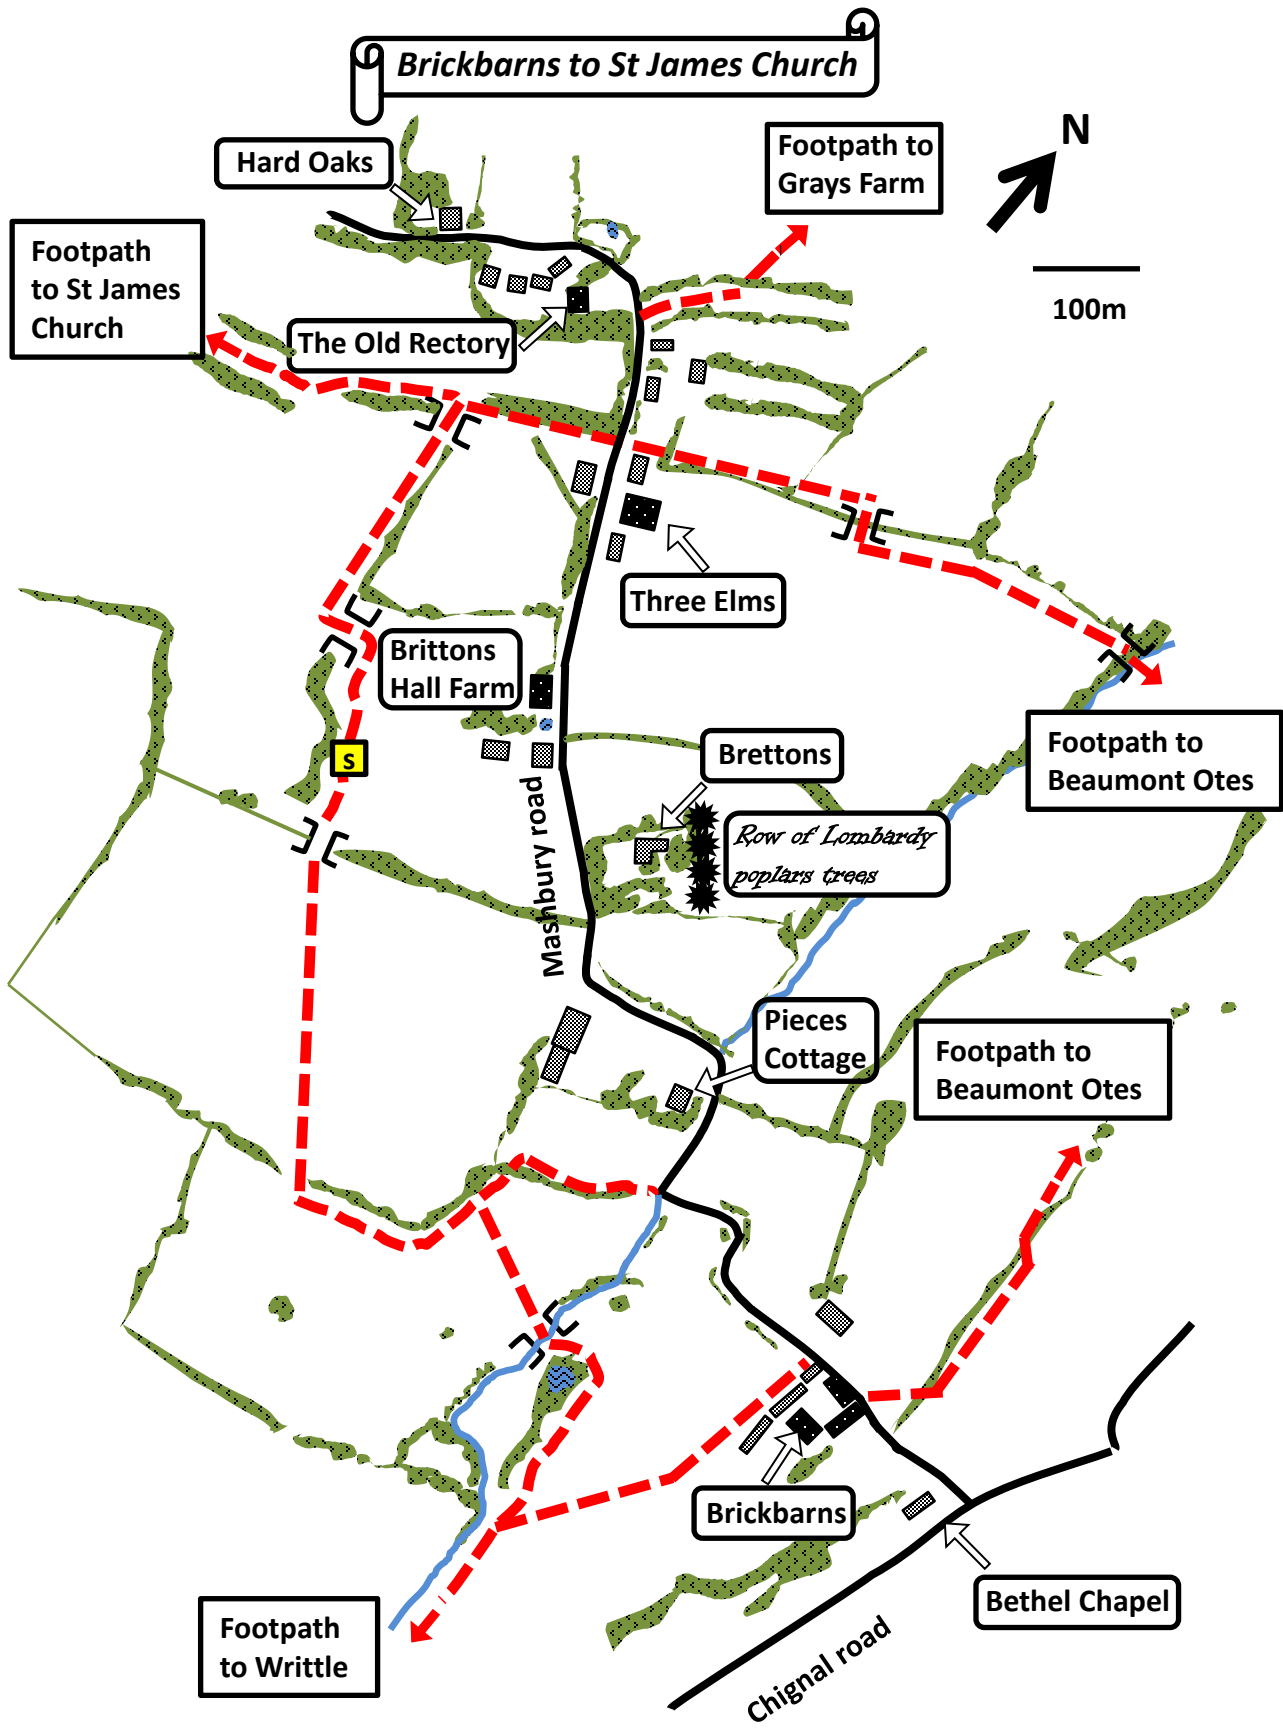 Brickbarns to St James Church
N
Hard Oaks
Footpath to
Grays Farm
Footpath
to St James
Church
100m
The Old Rectory
Three Elms
Brittons
Hall Farm
Brettons
Footpath to
Beaumont Otes
s
Mashbury road
Row of Lombardy
poplars trees
Pieces
Cottage
Footpath to
Beaumont Otes
Brickbarns
Bethel Chapel
Footpath
to Writtle
Chignal road